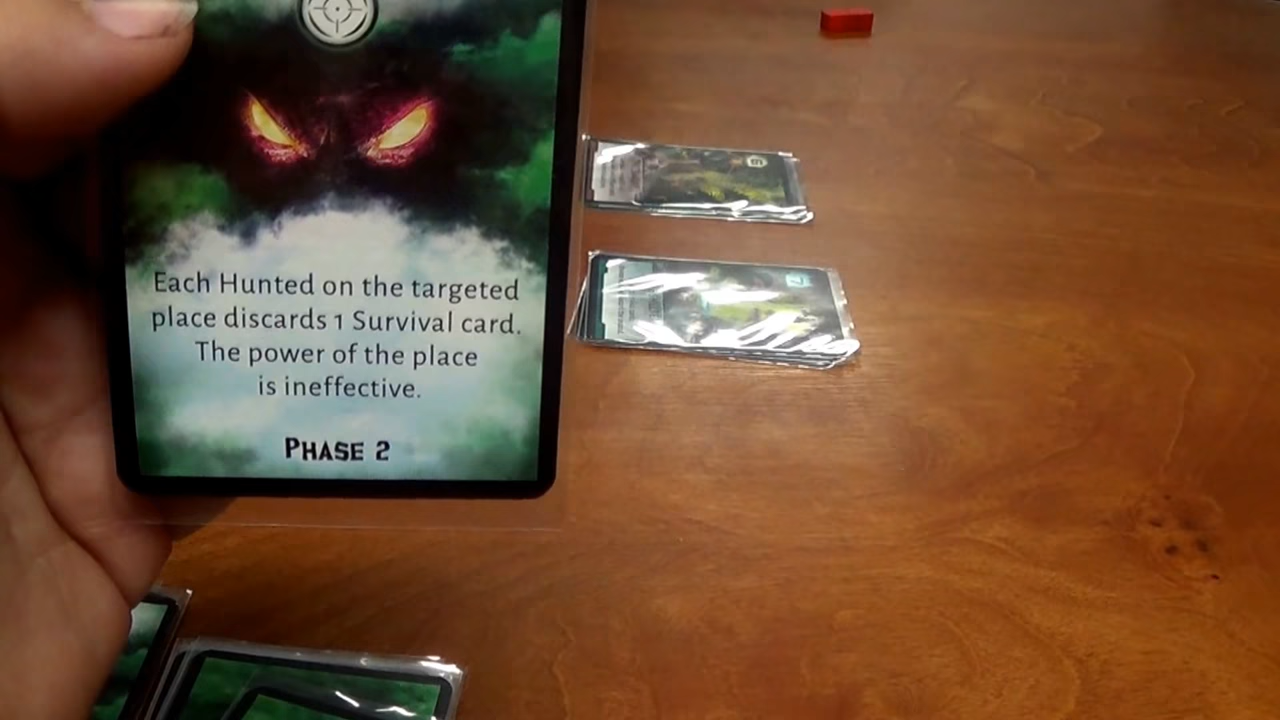 Each Hunted on the targeted
place discards 1 Survival card.
The power of the place
is ineffective.
PHASE 2